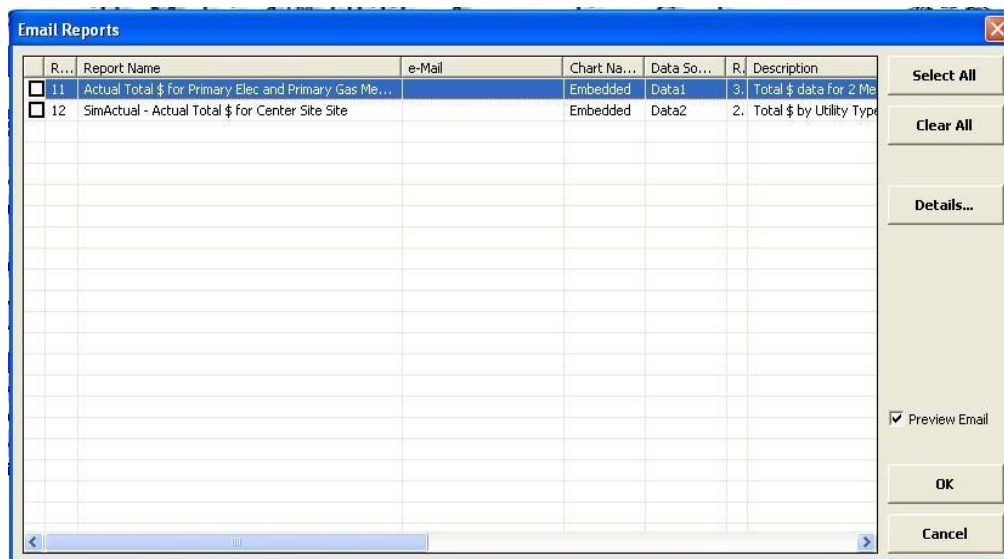 Email Reports
R... Report Name e-Mail Chart Na... Data So... R. Description
11 Actual Total $ for Primary Elec and Primary Gas Me... Embedded Data1 3. Total $ data for 2 Me
12 SimActual - Actual Total $ for Center Site Site Embedded Data2 2. Total $ by Utility Type
Select All
Clear All
Details...
Preview Email
OK
Cancel